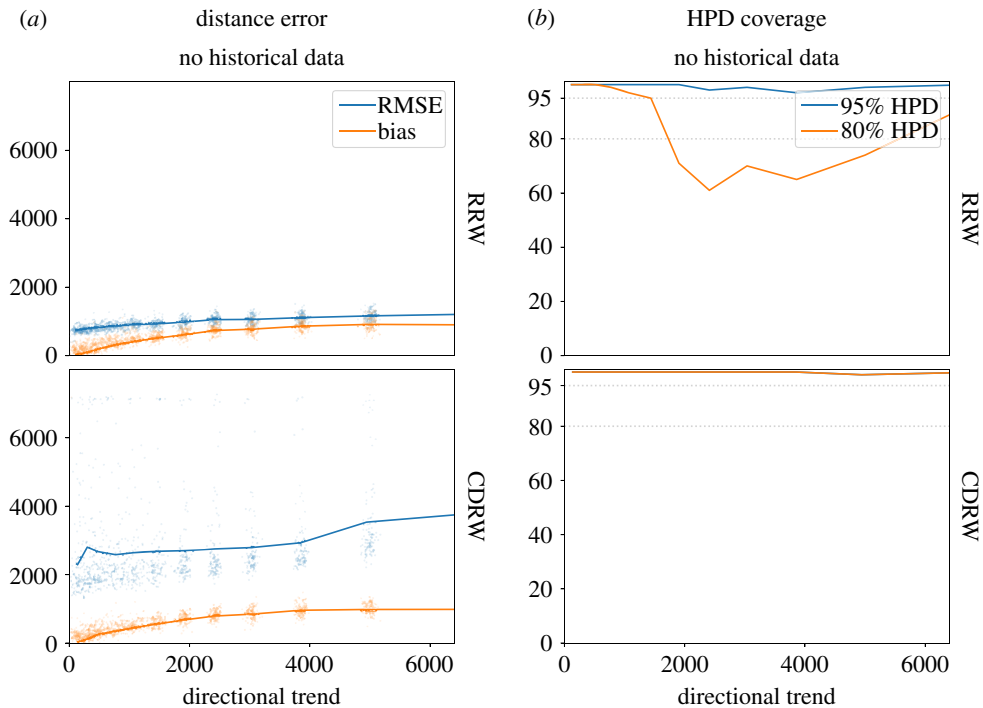 (a) distance error
no historical data
RMSE
bias
6000
4000
2000
0
RRW
6000
4000
2000
0
CDRW
0 2000 4000 6000
directional trend
(b) HPD coverage
no historical data
95% HPD
80% HPD
95
80
60
40
20
0
RRW
95
80
60
40
20
0
CDRW
0 2000 4000 6000
directional trend